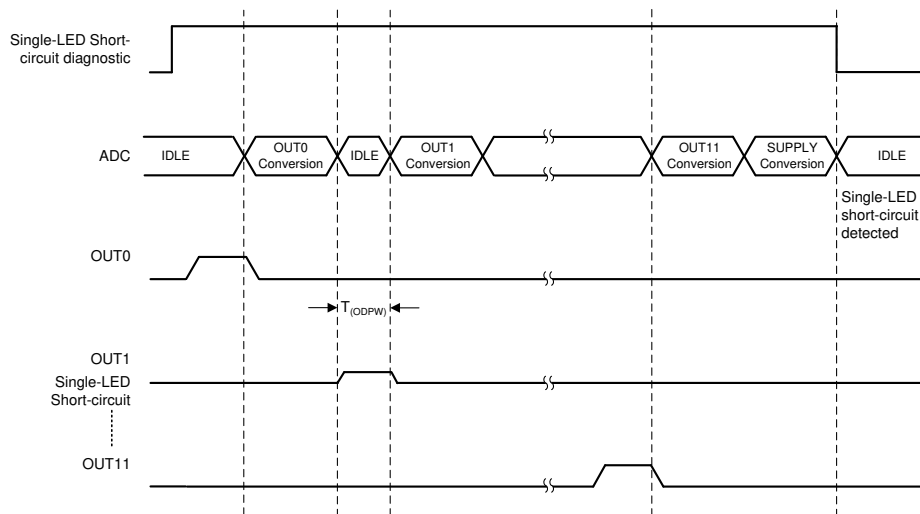 Single-LED Short-
circuit diagnostic
ADC
IDLE
OUT0
Conversion
IDLE
OUT1
Conversion
OUT11
Conversion
SUPPLY
Conversion
IDLE
Single-LED
short-circuit
detected
OUT0
T(ODPW)
OUT1
Single-LED
Short-circuit
OUT11